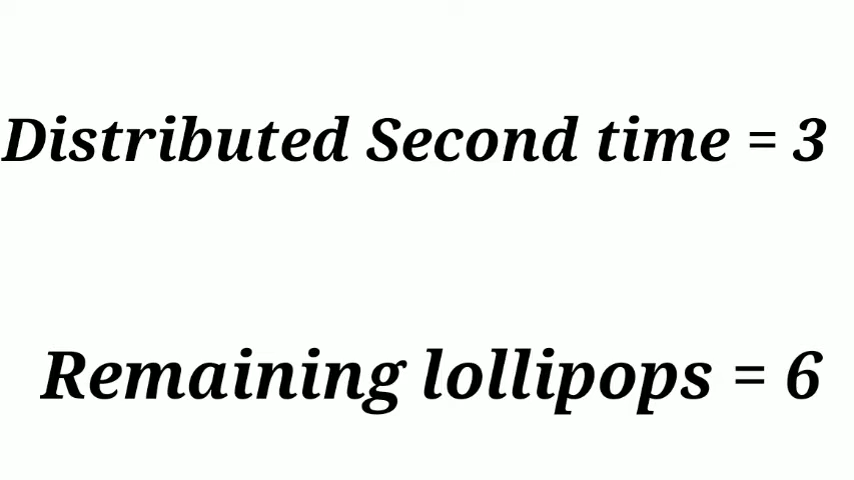 Distributed Second time = 3
Remaining lollipops = 6